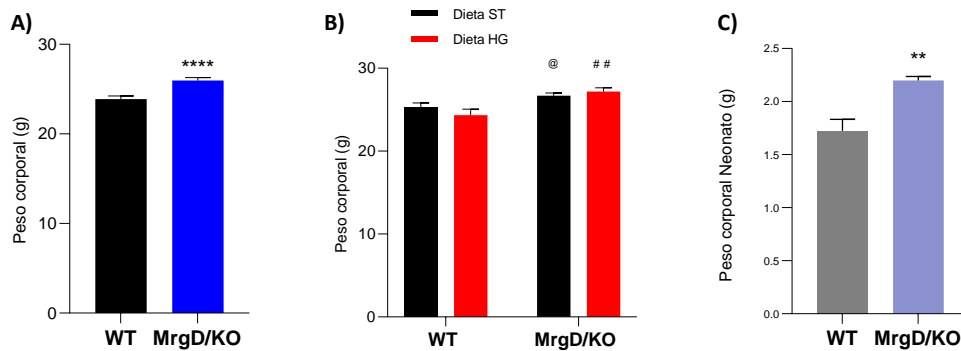 A)
Peso corporal (g)
30
20
10
0
****
WT MrgD/KO
B)
Dieta ST
Dieta HG
Peso corporal (g)
30
20
10
0
@ ##
WT MrgD/KO
C)
Peso corporal Neonato (g)
2.5
2.0
1.5
1.0
0.5
0.0
**
WT MrgD/KO